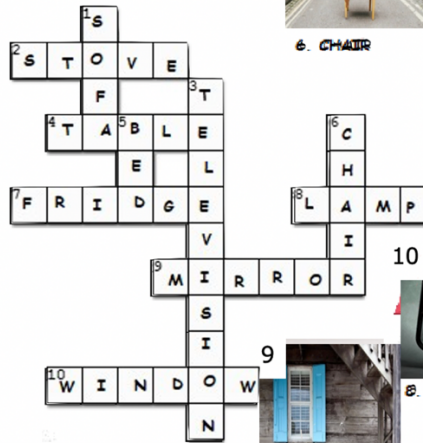 1 S
6. CHAIR
2 S T O V E
F 3 T
4 T A 5 B L E 6 C
E L H
7 F R I D G E 8 L A M P
V I
10
9 M I R R O R
S
I
9
10 W I N D O W
8.
N